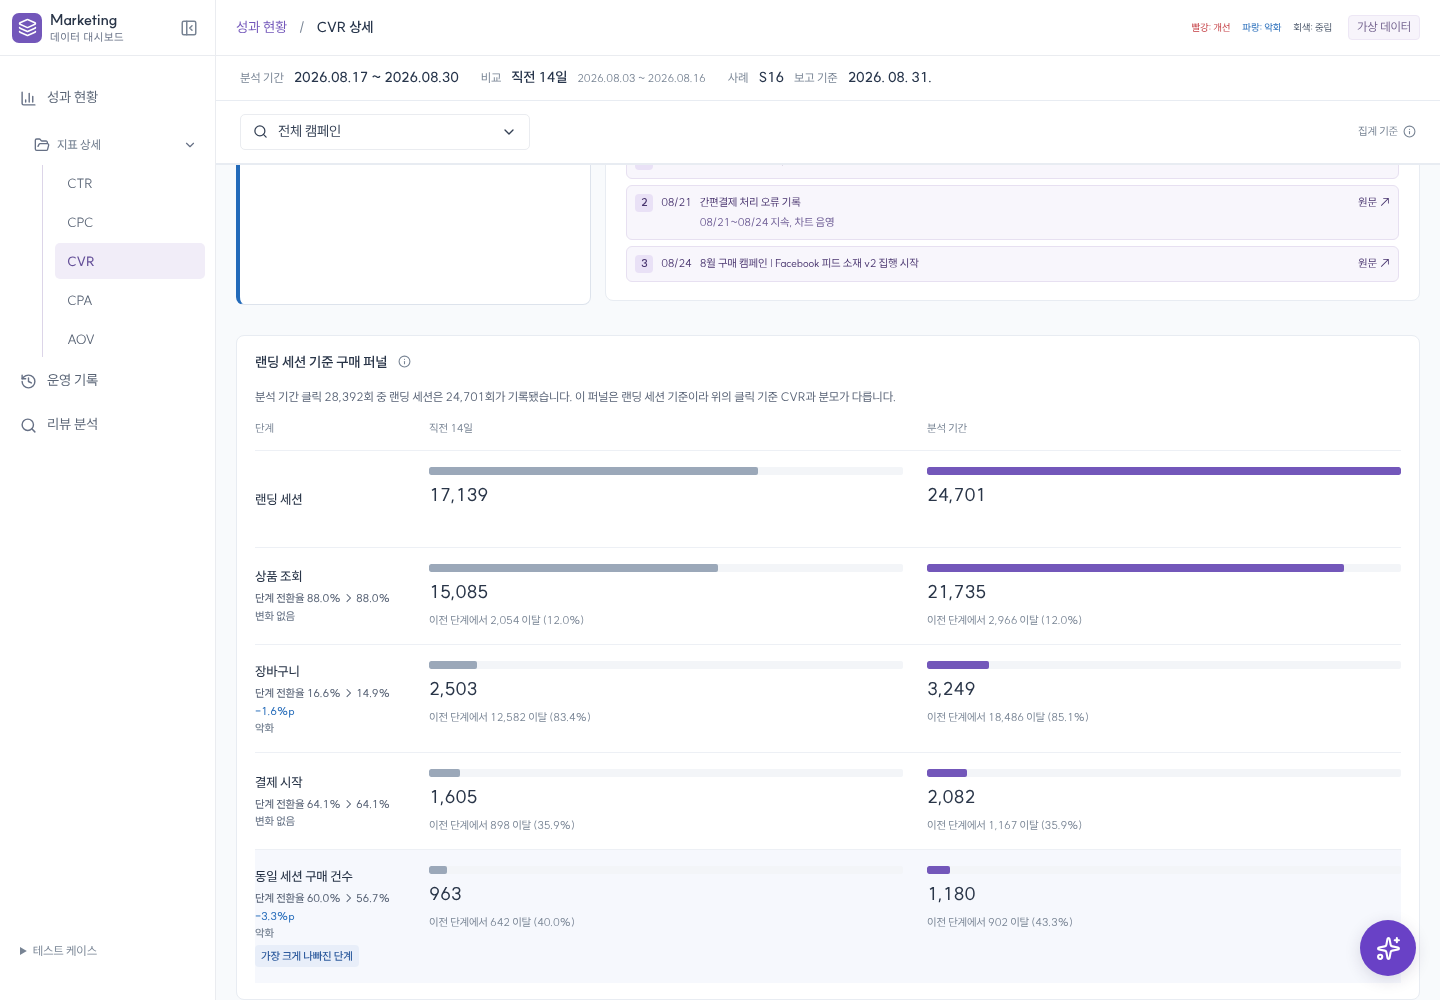 Marketing
데이터 대시보드
성과 현황 / CVR 상세
빨강: 개선 파랑: 악화 회색: 중립 가상 데이터
분석 기간 2026.08.17 ~ 2026.08.30 비교 직전 14일 2026.08.03 ~ 2026.08.16 사례 S16 보고 기준 2026. 08. 31.
전체 캠페인
집계 기준
성과 현황
지표 상세
CTR
CPC
CVR
CPA
AOV
운영 기록
리뷰 분석
테스트 케이스
2 08/21 간편결제 처리 오류 기록 원문
08/21~08/24 지속, 차트 음영
3 08/24 8월 구매 캠페인 | Facebook 피드 소재 v2 집행 시작 원문
랜딩 세션 기준 구매 퍼널
분석 기간 클릭 28,392회 중 랜딩 세션은 24,701회가 기록됐습니다. 이 퍼널은 랜딩 세션 기준이라 위의 클릭 기준 CVR과 분모가 다릅니다.
단계 직전 14일 분석 기간
랜딩 세션
17,139
24,701
상품 조회
단계 전환율 88.0% > 88.0%
변화 없음
15,085
이전 단계에서 2,054 이탈 (12.0%)
21,735
이전 단계에서 2,966 이탈 (12.0%)
장바구니
단계 전환율 16.6% > 14.9%
−1.6%p
악화
2,503
이전 단계에서 12,582 이탈 (83.4%)
3,249
이전 단계에서 18,486 이탈 (85.1%)
결제 시작
단계 전환율 64.1% > 64.1%
변화 없음
1,605
이전 단계에서 898 이탈 (35.9%)
2,082
이전 단계에서 1,167 이탈 (35.9%)
동일 세션 구매 건수
단계 전환율 60.0% > 56.7%
−3.3%p
악화
가장 크게 나빠진 단계
963
이전 단계에서 642 이탈 (40.0%)
1,180
이전 단계에서 902 이탈 (43.3%)